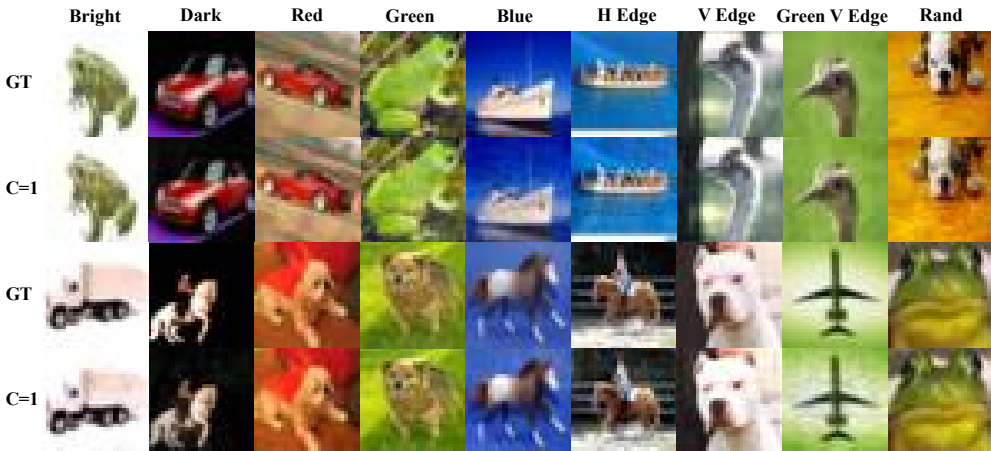 Bright Dark Red Green Blue H Edge V Edge Green V Edge Rand
GT
C=1
GT
C=1